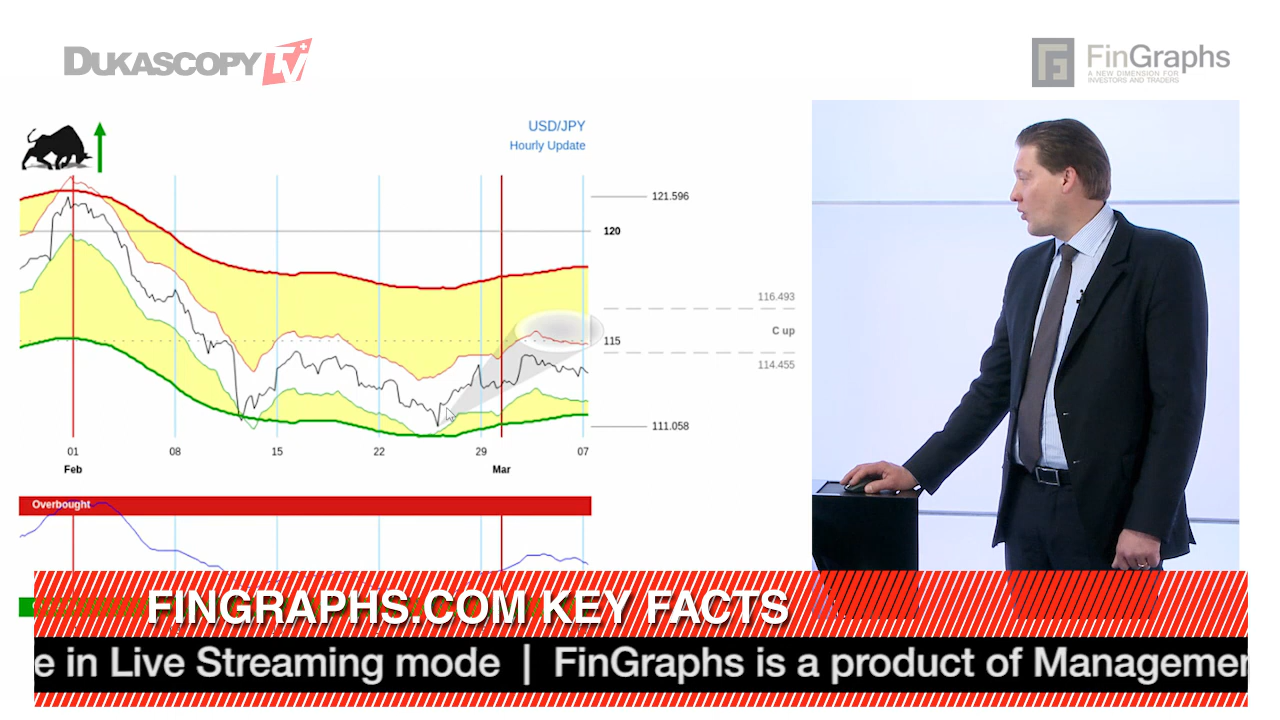 DUKASCOPY TV
FinGraphs
A NEW DIMENSION FOR
INVESTORS AND TRADERS
USD/JPY
Hourly Update
121.596
120
116.493
C up
115
114.455
111.058
01 08 15 22 29 07
Feb Mar
Overbought
FINGRAPHS.COM KEY FACTS
e in Live Streaming mode | FinGraphs is a product of Managemen